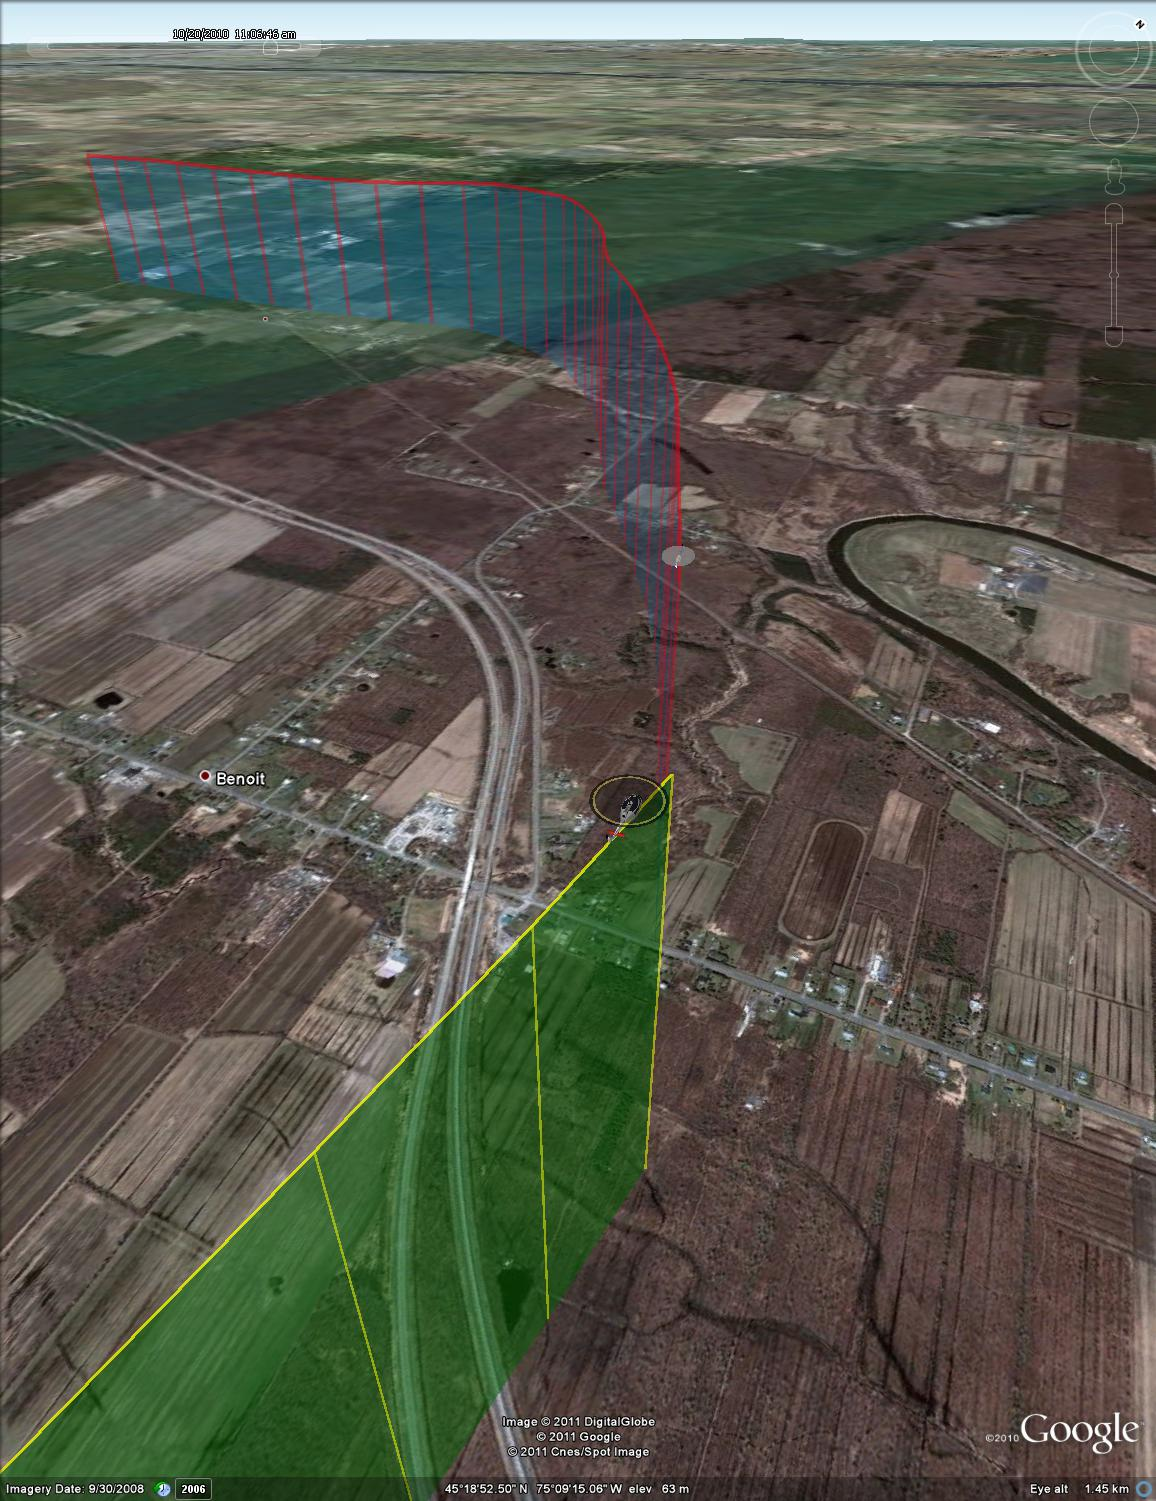 10/20/2010 11:06:46 am
N
Benoit
Image © 2011 DigitalGlobe
© 2011 Google
© 2011 Cnes/Spot Image
©2010 Google
Imagery Date: 9/30/2008 2006 45°18'52.50" N 75°09'15.06" W elev 63 m Eye alt 1.45 km